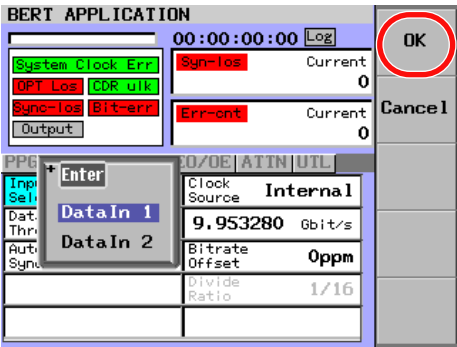 BERT APPLICATION
00:00:00:00 Log
OK
System Clock Err
Syn-los Current
OPT Los CDR ulk
0
Sync-los Bit-err
Err-cnt Current
Cancel
Output
0
PPG
EO/OE ATTN UTL
Enter
Clock Source Internal
DataIn 1
9.953280 Gbit/s
DataIn 2
Bitrate Offset 0ppm
Divide Ratio 1/16